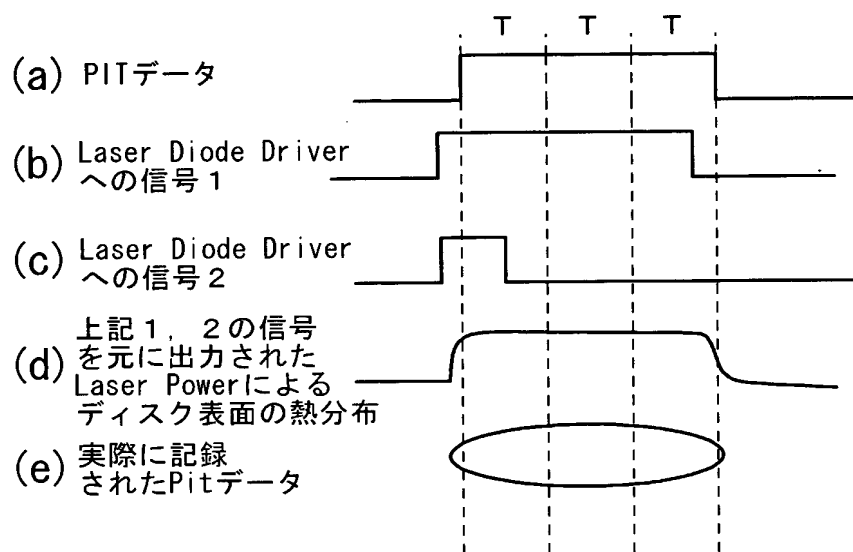 T T T
(a) PITデータ
(b) Laser Diode Driver
への信号1
(c) Laser Diode Driver
への信号2
上記1，2の信号
(d) を元に出力された
Laser Powerによる
ディスク表面の熱分布
(e) 実際に記録
されたPitデータ